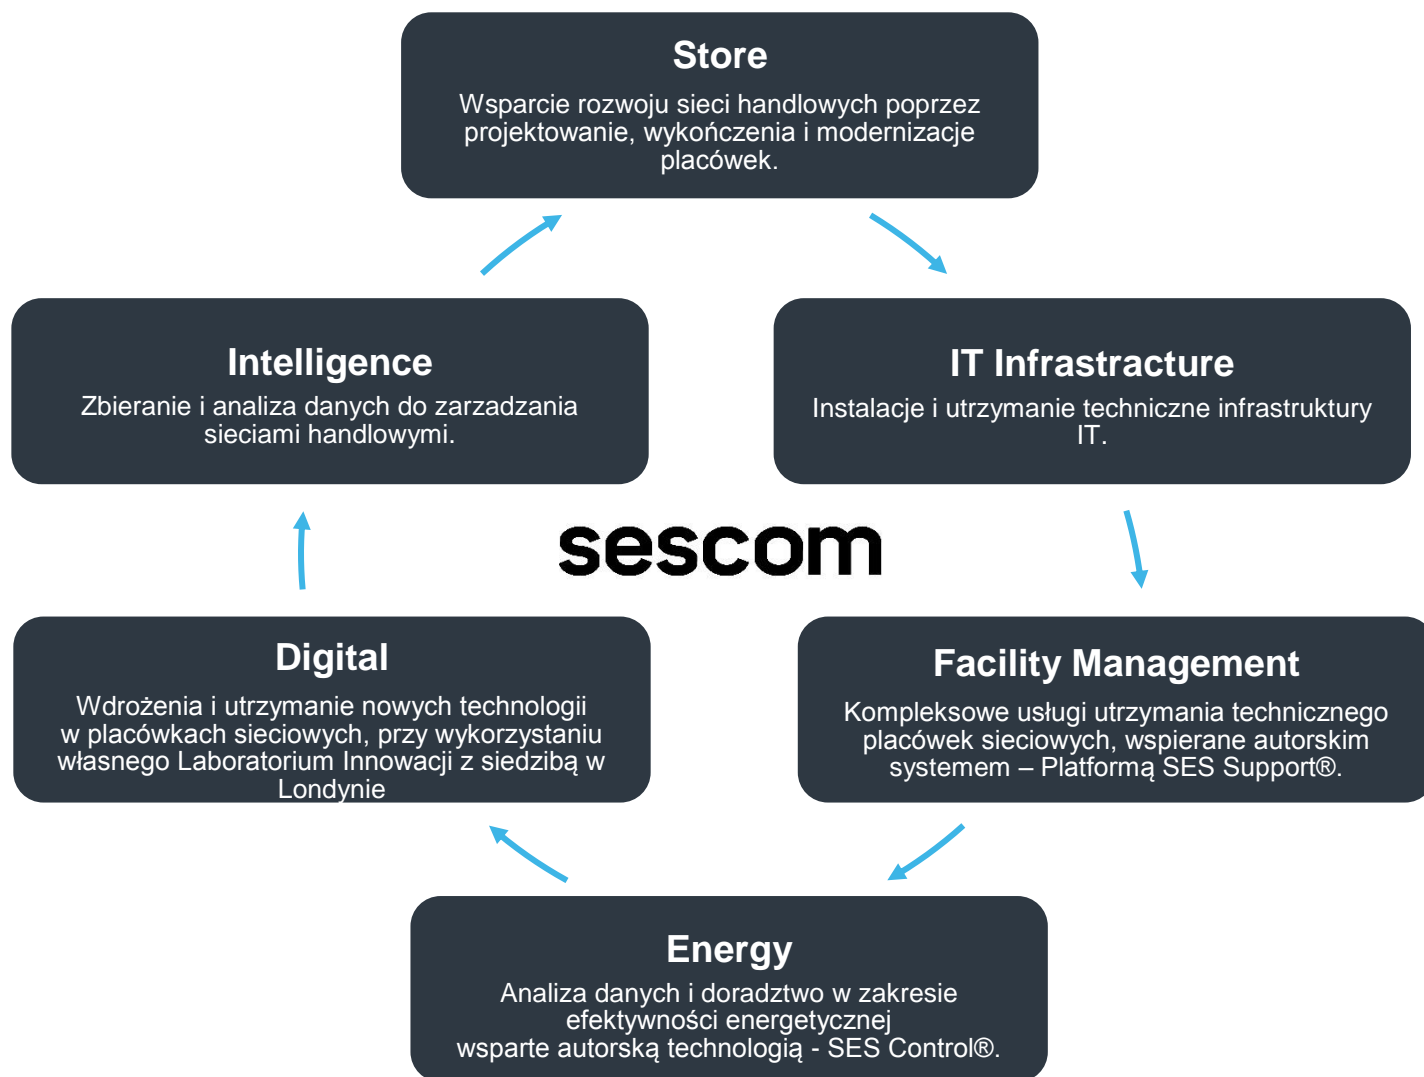 Store
Wsparcie rozwoju sieci handlowych poprzez
projektowanie, wykończenia i modernizacje
placówek.
Intelligence
Zbieranie i analiza danych do zarzadzania
sieciami handlowymi.
IT Infrastracture
Instalacje i utrzymanie techniczne infrastruktury
IT.
sescom
Digital
Wdrożenia i utrzymanie nowych technologii
w placówkach sieciowych, przy wykorzystaniu
własnego Laboratorium Innowacji z siedzibą w
Londynie
Facility Management
Kompleksowe usługi utrzymania technicznego
placówek sieciowych, wspierane autorskim
systemem – Platformą SES Support®.
Energy
Analiza danych i doradztwo w zakresie
efektywności energetycznej
wsparte autorską technologią - SES Control®.